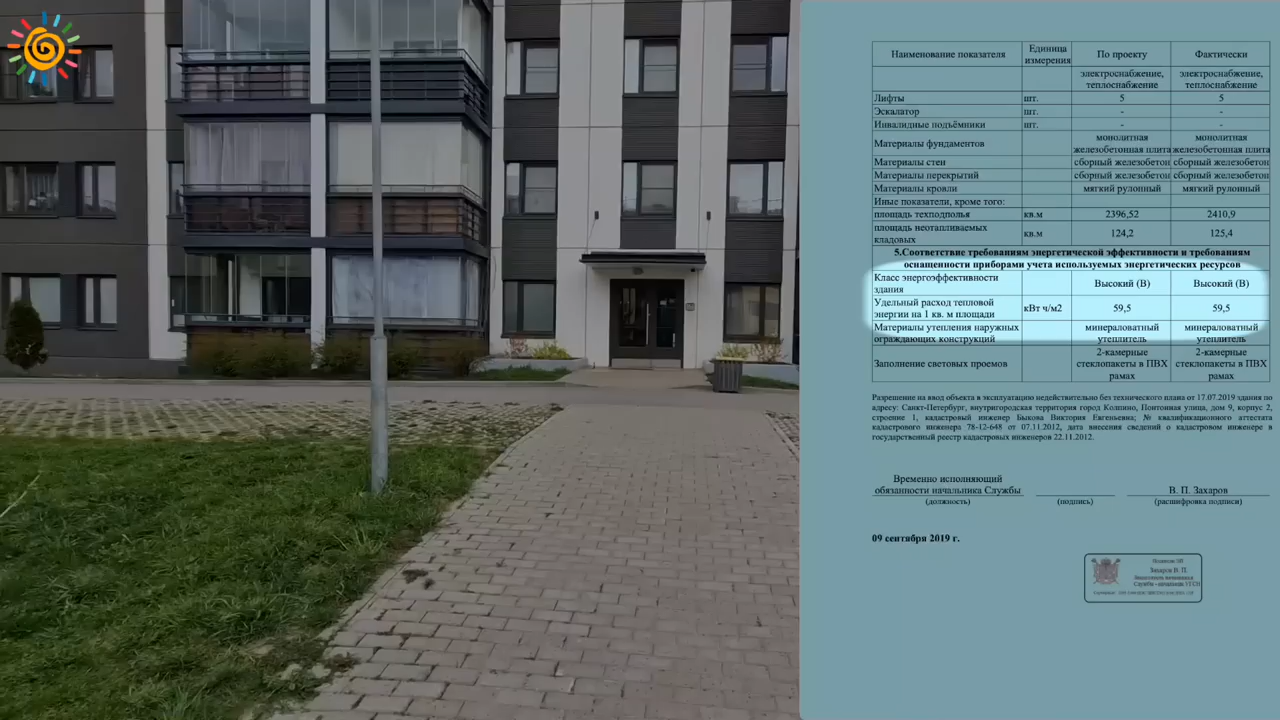 Наименование показателя Единица измерения По проекту Фактически
электроснабжение, теплоснабжение электроснабжение, теплоснабжение
Лифты шт. 5 5
Эскалатор шт. - -
Инвалидные подъёмники шт. - -
Материалы фундаментов монолитная железобетонная плита монолитная железобетонная плита
Материалы стен сборный железобетон сборный железобетон
Материалы перекрытий сборный железобетон сборный железобетон
Материалы кровли мягкий рулонный мягкий рулонный
Иные показатели, кроме того:
площадь техподполья кв.м 2396,52 2410,9
площадь неотапливаемых кладовых кв.м 124,2 125,4
5.Соответствие требованиям энергетической эффективности и требованиям
оснащенности приборами учета используемых энергетических ресурсов
Класс энергоэффективности здания Высокий (В) Высокий (В)
Удельный расход тепловой энергии на 1 кв. м площади кВт ч/м2 59,5 59,5
Материалы утепления наружных ограждающих конструкций минераловатный утеплитель минераловатный утеплитель
Заполнение световых проемов 2-камерные стеклопакеты в ПВХ рамах 2-камерные стеклопакеты в ПВХ рамах
Разрешение на ввод объекта в эксплуатацию недействительно без технического плана от 17.07.2019 здания по
адресу: Санкт-Петербург, внутригородская территория город Колпино, Понтонная улица, дом 9, корпус 2,
строение 1, кадастровый инженер Быкова Виктория Евгеньевна; № квалификационного аттестата
кадастрового инженера 78-12-648 от 07.11.2012, дата внесения сведений о кадастровом инженере в
государственный реестр кадастровых инженеров 22.11.2012.
Временно исполняющий
обязанности начальника Службы В. П. Захаров
(должность) (подпись) (расшифровка подписи)
09 сентября 2019 г.
Захаров В. П.